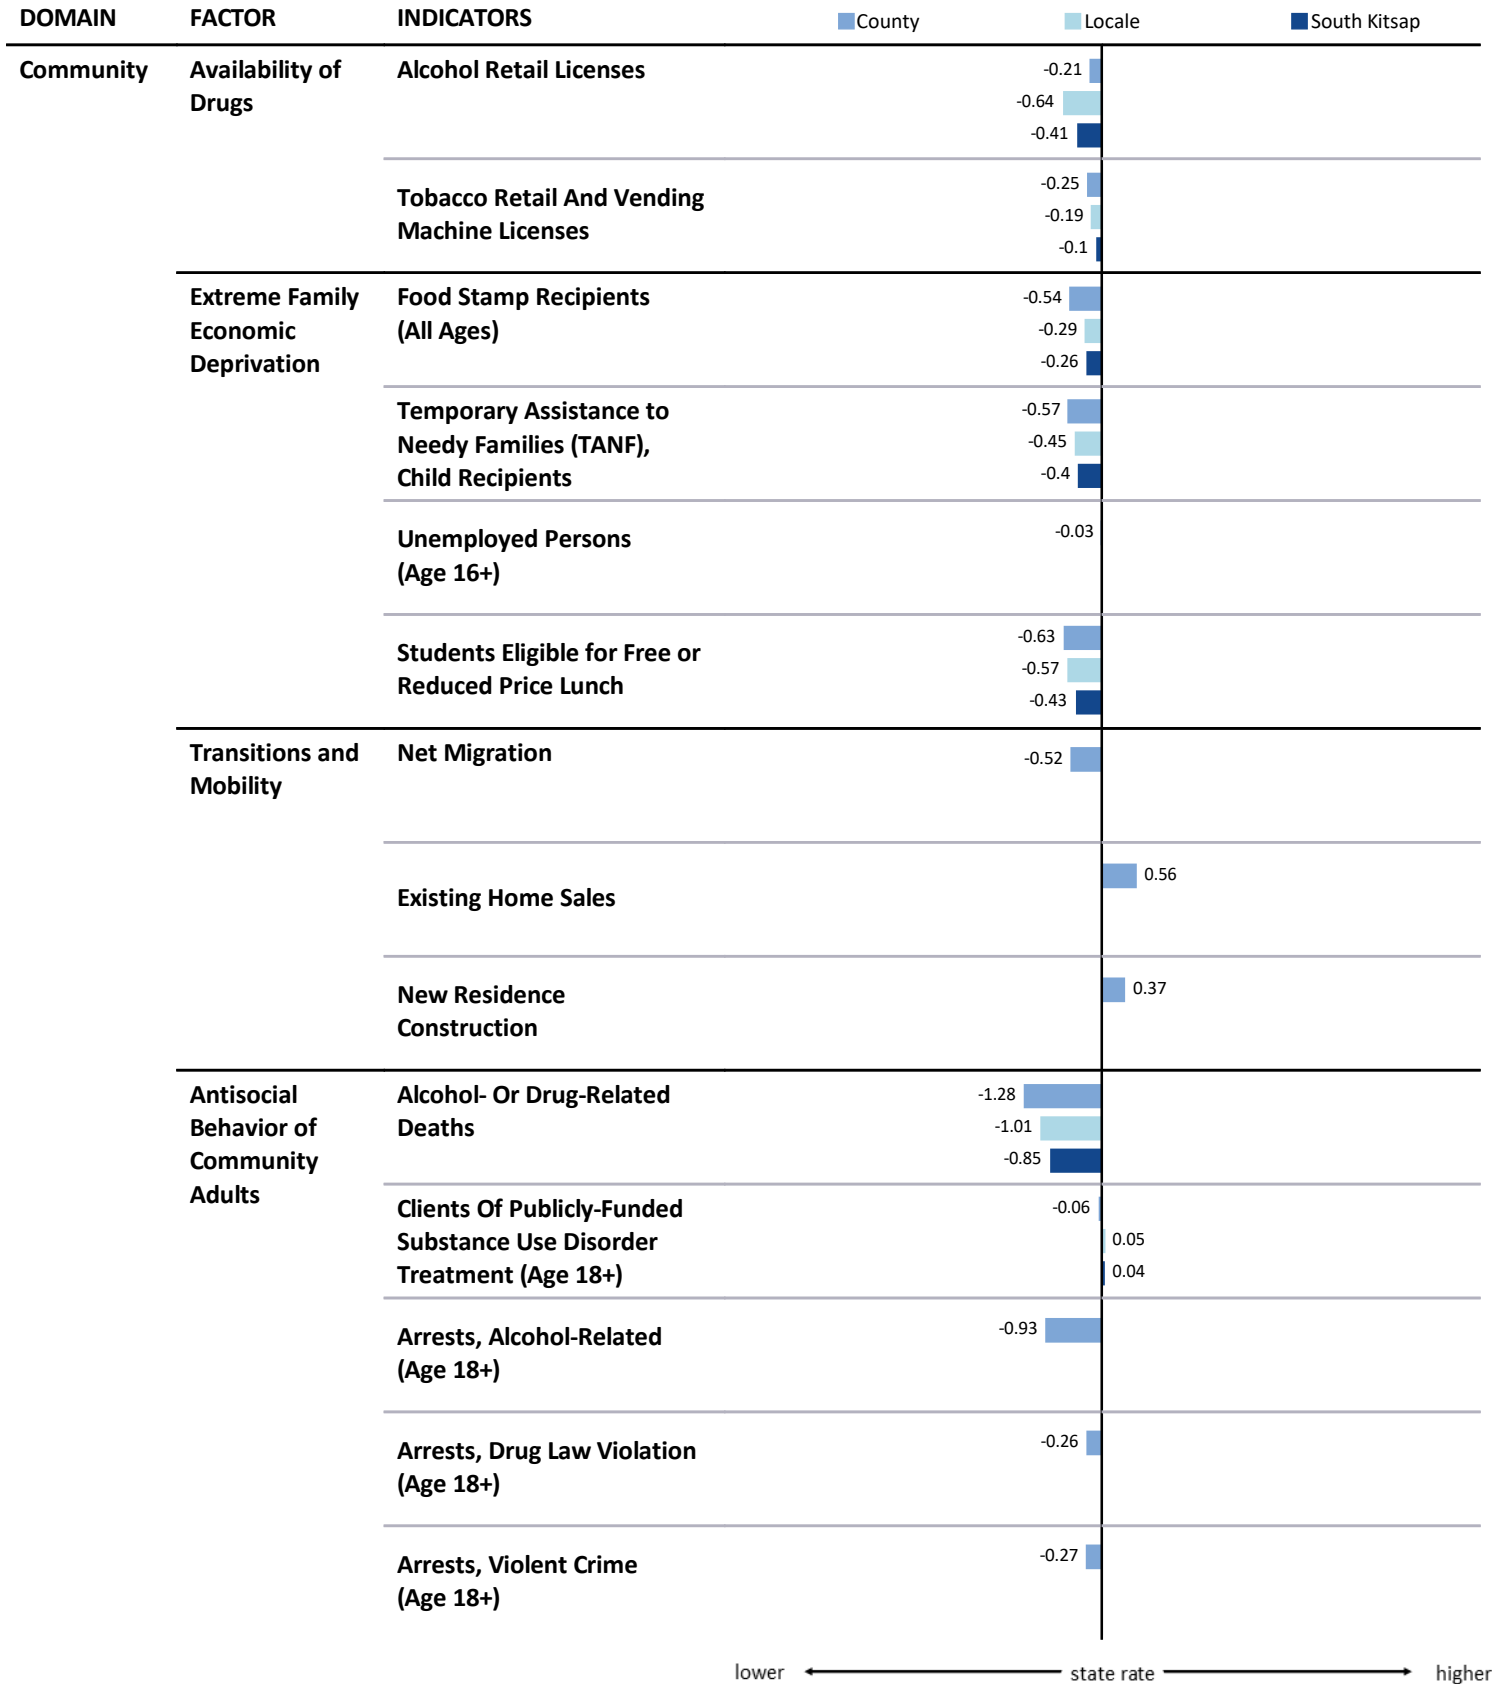 DOMAIN FACTOR INDICATORS County Locale South Kitsap
Community Availability of Alcohol Retail Licenses -0.21
Drugs -0.64
-0.41
Tobacco Retail And Vending -0.25
Machine Licenses -0.19
-0.1
Extreme Family Food Stamp Recipients -0.54
Economic (All Ages) -0.29
Deprivation -0.26
Temporary Assistance to -0.57
Needy Families (TANF), -0.45
Child Recipients -0.4
Unemployed Persons -0.03
(Age 16+)
Students Eligible for Free or -0.63
Reduced Price Lunch -0.57
-0.43
Transitions and Net Migration -0.52
Mobility
Existing Home Sales 0.56
New Residence 0.37
Construction
Antisocial Alcohol- Or Drug-Related -1.28
Behavior of Deaths -1.01
Community -0.85
Adults Clients Of Publicly-Funded -0.06
Substance Use Disorder 0.05
Treatment (Age 18+) 0.04
Arrests, Alcohol-Related -0.93
(Age 18+)
Arrests, Drug Law Violation -0.26
(Age 18+)
Arrests, Violent Crime -0.27
(Age 18+)
lower state rate higher